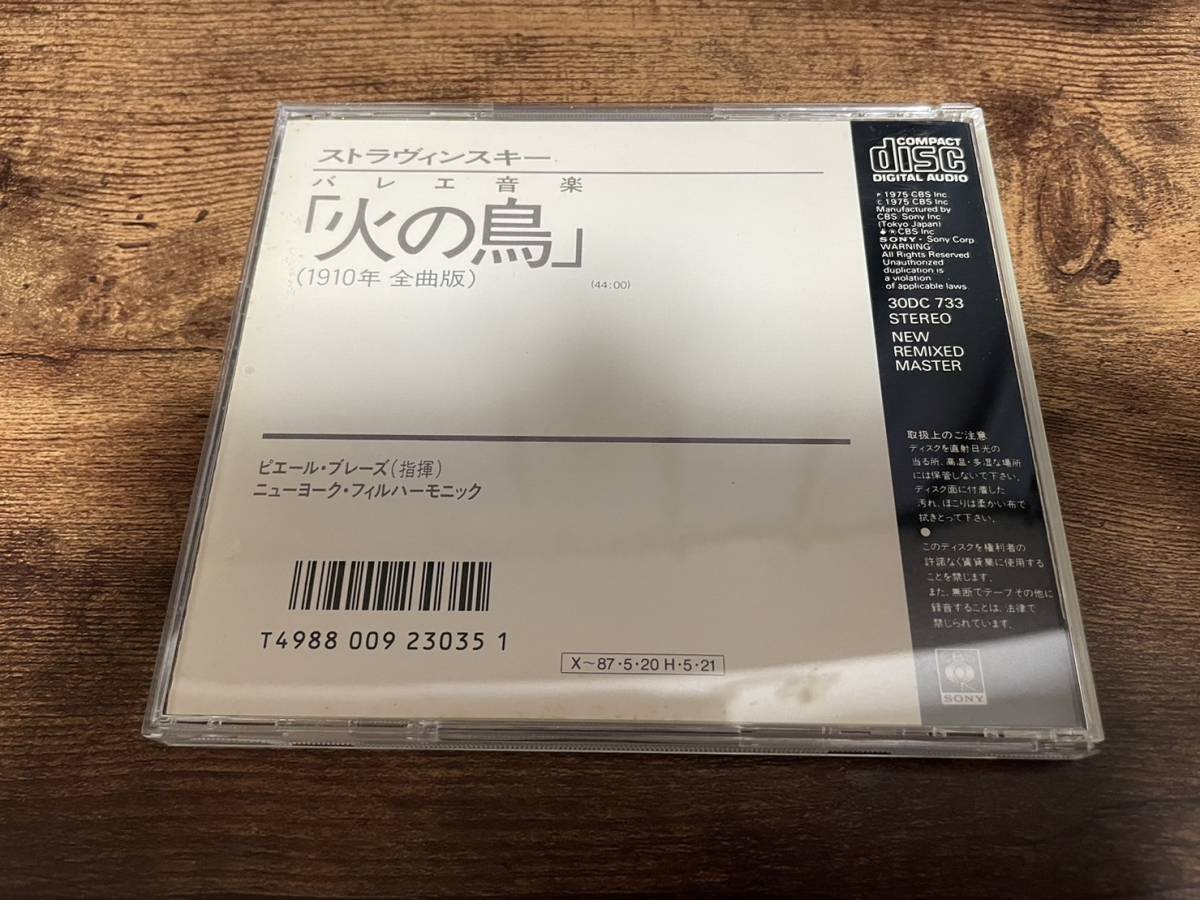 ストラヴィンスキー
バレエ音楽
「火の鳥」
(1910年 全曲版) (44:00)
ピエール・ブレーズ(指揮)
ニューヨーク・フィルハーモニック
T4988 009 23035 1
X〜87・5・20 H・5・21
COMPACT
disc
DIGITAL AUDIO
℗ 1975 CBS Inc
© 1975 CBS Inc
Manufactured by
CBS Sony Inc
(Tokyo Japan)
® CBS Inc
SONY・Sony Corp
WARNING
All Rights Reserved
Unauthorized
duplication is
a violation
of applicable laws.
30DC 733
STEREO
NEW
REMIXED
MASTER
取扱上のご注意
ディスクを直射日光の
当る所、高温・多湿な場所
には保管しないで下さい。
ディスク面に付着した
汚れ、ほこりは柔かい布で
拭きとって下さい。
●
このディスクを権利者の
許諾なく賃貸業に使用する
ことを禁じます。
また、無断でテープその他に
録音することは、法律で
禁じられています。
CBS
SONY